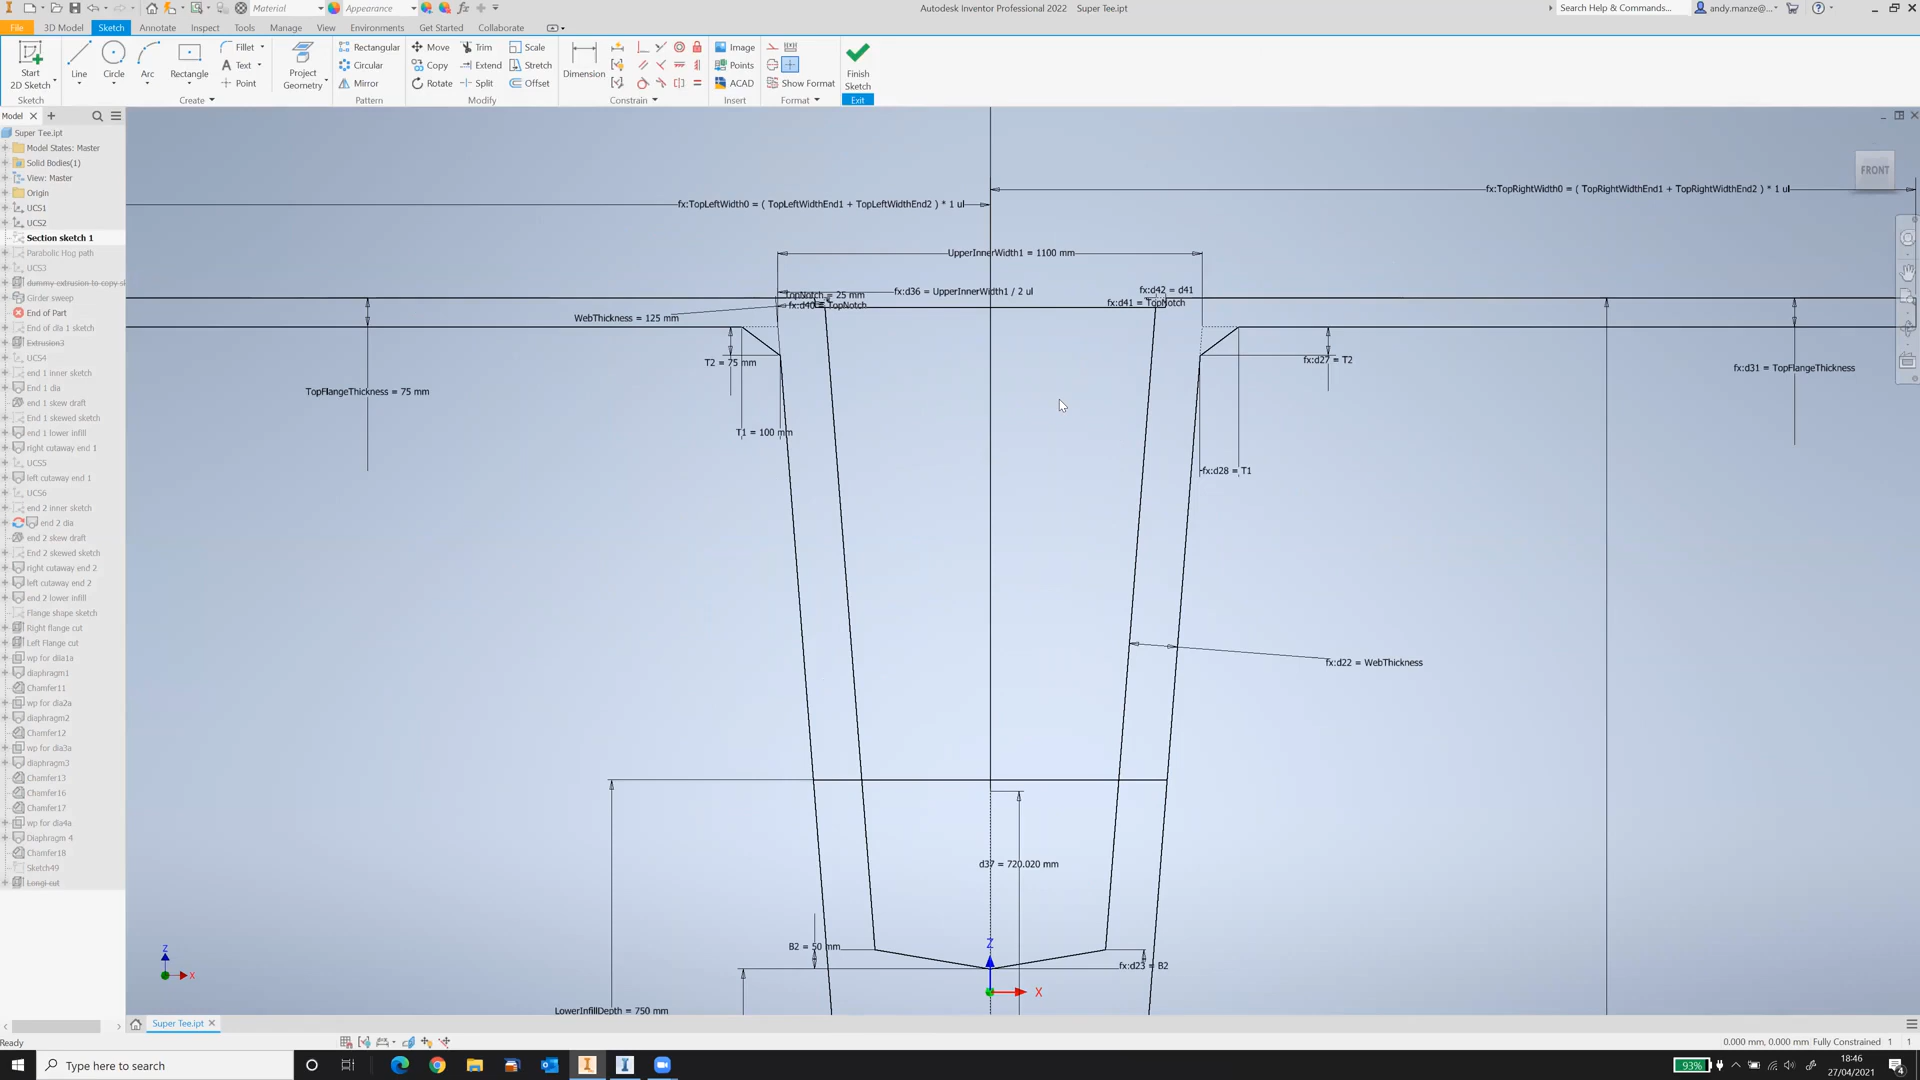 Material
Appearance
Autodesk Inventor Professional 2022 Super Tee.ipt
Search Help & Commands...
andy.manze@...
File
3D Model
Sketch
Annotate
Inspect
Tools
Manage
View
Environments
Get Started
Collaborate
Start
2D Sketch
Line
Circle
Arc
Rectangle
Fillet
Text
Point
Project
Geometry
Rectangular
Circular
Mirror
Move
Copy
Rotate
Trim
Extend
Split
Scale
Stretch
Offset
Dimension
Image
Points
ACAD
Show Format
Finish
Sketch
Sketch
Create
Pattern
Modify
Constrain
Insert
Format
Exit
Model
Super Tee.ipt
Model States: Master
Solid Bodies(1)
View: Master
Origin
UCS1
UCS2
Section sketch 1
Parabolic Hog path
UCS3
dummy extrusion to copy sk
Girder sweep
End of Part
End of dia 1 sketch
Extrusion3
UCS4
end 1 inner sketch
End 1 dia
end 1 skew draft
End 1 skewed sketch
end 1 lower infill
right cutaway end 1
UCS5
left cutaway end 1
UCS6
end 2 inner sketch
end 2 dia
end 2 skew draft
End 2 skewed sketch
right cutaway end 2
left cutaway end 2
end 2 lower infill
Flange shape sketch
Right flange cut
Left Flange cut
wp for diia1a
diaphragm1
Chamfer11
wp for dia2a
diaphragm2
Chamfer12
wp for dia3a
diaphragm3
Chamfer13
Chamfer16
Chamfer17
wp for dia4a
Diaphragm 4
Chamfer18
Sketch49
Longi cut
FRONT
fx:TopRightWidth0 = ( TopRightWidthEnd1 + TopRightWidthEnd2 ) * 1 ul
fx:TopLeftWidth0 = ( TopLeftWidthEnd1 + TopLeftWidthEnd2 ) * 1 ul
UpperInnerWidth1 = 1100 mm
fx:d36 = UpperInnerWidth1 / 2 ul
fx:d42 = d41
TopNotch = 25 mm
fx:d41 = TopNotch
fx:d40 = TopNotch
WebThickness = 125 mm
T2 = 75 mm
fx:d27 = T2
fx:d31 = TopFlangeThickness
TopFlangeThickness = 75 mm
T1 = 100 mm
fx:d28 = T1
fx:d22 = WebThickness
d37 = 720.020 mm
B2 = 50 mm
fx:d23 = B2
Z
X
Z
X
LowerInfillDepth = 750 mm
Super Tee.ipt
Ready
0.000 mm, 0.000 mm Fully Constrained 1 1
Type here to search
93%
18:46
27/04/2021
4